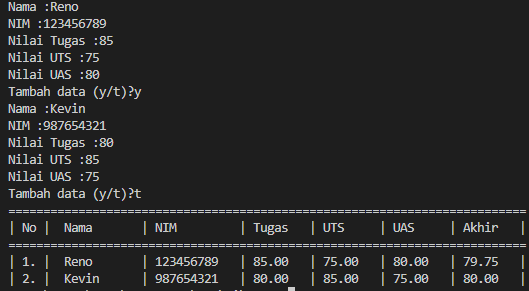 Nama :Reno
NIM :123456789
Nilai Tugas :85
Nilai UTS :75
Nilai UAS :80
Tambah data (y/t)?y
Nama :Kevin
NIM :987654321
Nilai Tugas :80
Nilai UTS :85
Nilai UAS :75
Tambah data (y/t)?t
==========================================================================
| No |  Nama       | NIM         | Tugas   | UTS     | UAS     | Akhir   |
==========================================================================
| 1. |  Reno       | 123456789   | 85.00   | 75.00   | 80.00   | 79.75   |
| 2. |  Kevin      | 987654321   | 80.00   | 85.00   | 75.00   | 80.00   |